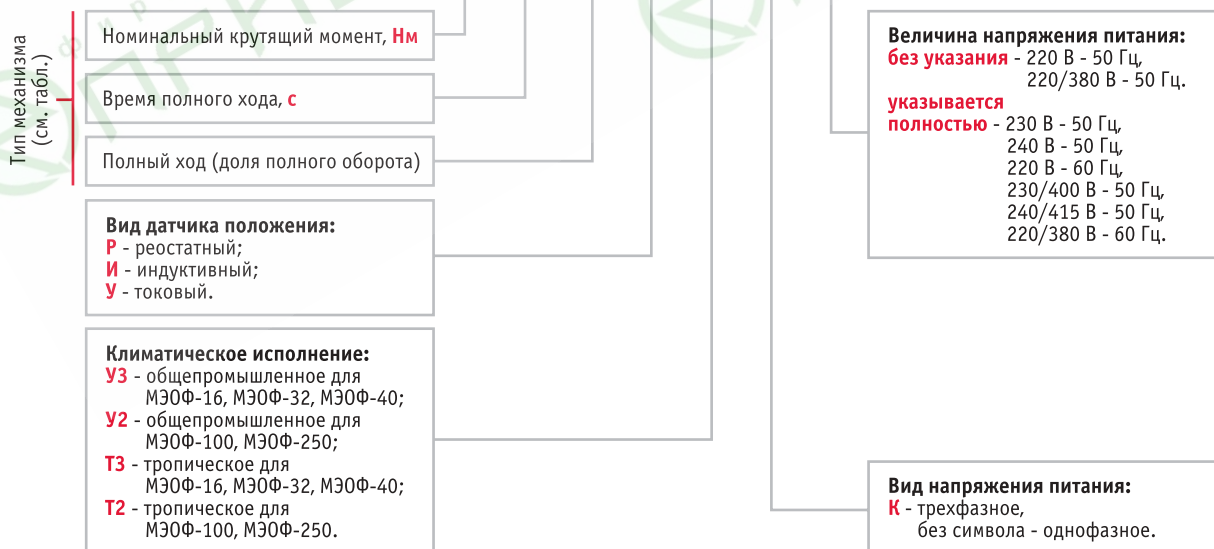 Тип механизма
(см. табл.)
Номинальный крутящий момент, Нм
Время полного хода, с
Полный ход (доля полного оборота)
Вид датчика положения:
Р - реостатный;
И - индуктивный;
У - токовый.
Климатическое исполнение:
У3 - общепромышленное для
МЭОФ-16, МЭОФ-32, МЭОФ-40;
У2 - общепромышленное для
МЭОФ-100, МЭОФ-250;
Т3 - тропическое для
МЭОФ-16, МЭОФ-32, МЭОФ-40;
Т2 - тропическое для
МЭОФ-100, МЭОФ-250.
Величина напряжения питания:
без указания - 220 В - 50 Гц,
220/380 В - 50 Гц.
указывается
полностью - 230 В - 50 Гц,
240 В - 50 Гц,
220 В - 60 Гц,
230/400 В - 50 Гц,
240/415 В - 50 Гц,
220/380 В - 60 Гц.
Вид напряжения питания:
К - трехфазное,
без символа - однофазное.